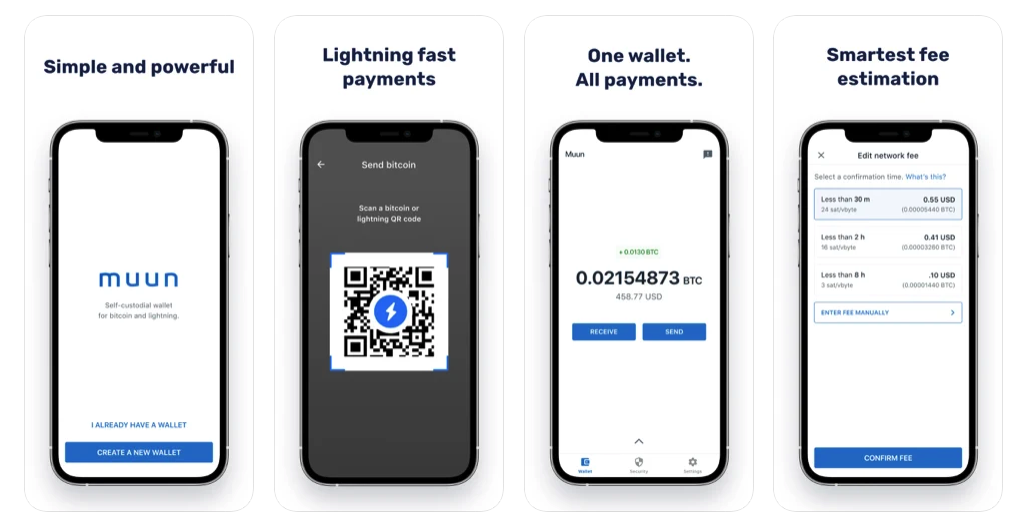 Simple and powerful
muun
Self-custodial wallet
for bitcoin and lightning.
I ALREADY HAVE A WALLET
CREATE A NEW WALLET
Lightning fast
payments
Send bitcoin
Scan a bitcoin or
lightning QR code
One wallet.
All payments.
Muun
+ 0.0130 BTC
0.02154873 BTC
458.77 USD
RECEIVE SEND
Wallet Security Settings
Smartest fee
estimation
Edit network fee
Select a confirmation time. What's this?
Less than 30 m 0.55 USD
24 sat/vbyte (0.00005440 BTC)
Less than 2 h 0.41 USD
16 sat/vbyte (0.00003280 BTC)
Less than 8 h .10 USD
3 sat/vbyte (0.00001440 BTC)
ENTER FEE MANUALLY
CONFIRM FEE